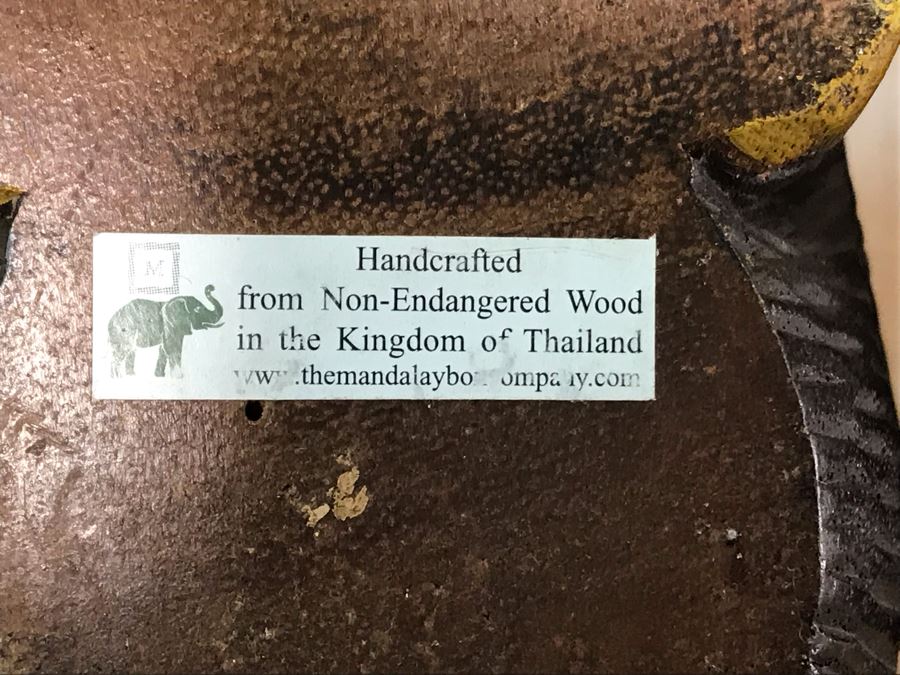 M
Handcrafted
from Non-Endangered Wood
in the Kingdom of Thailand